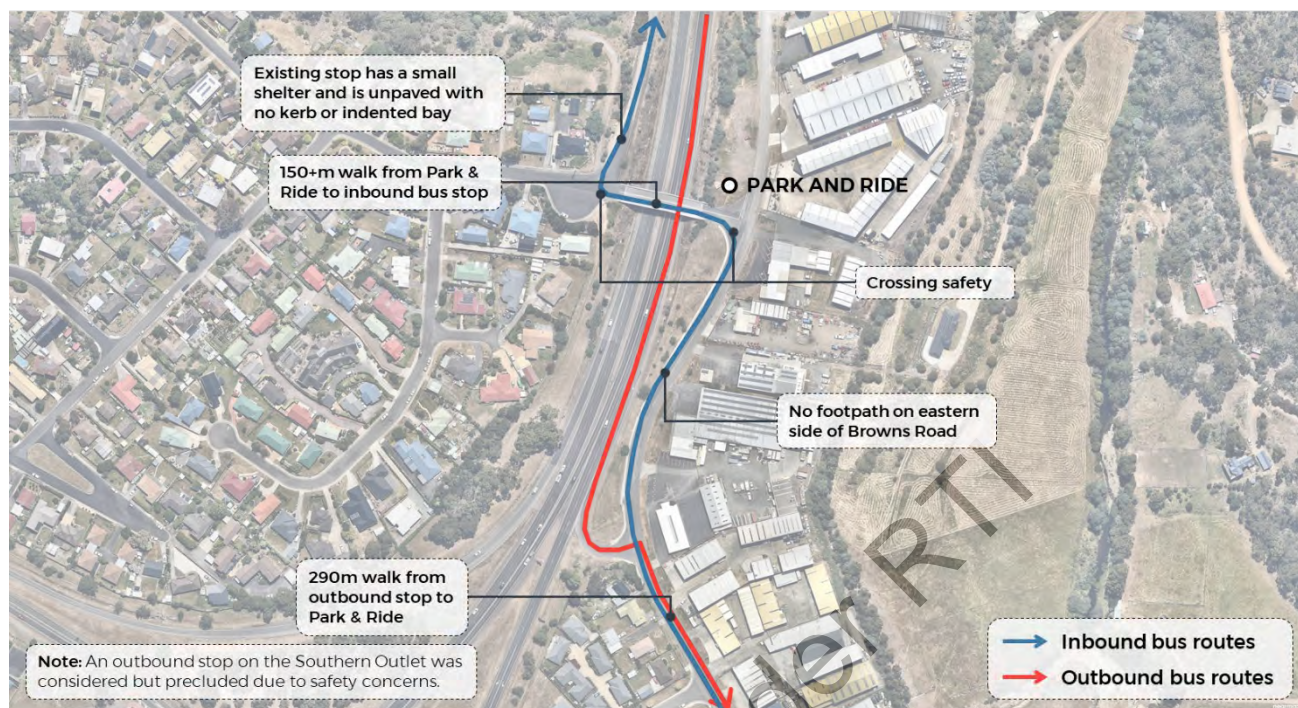 Existing stop has a small
shelter and is unpaved with
no kerb or indented bay
150+m walk from Park &
Ride to inbound bus stop
PARK AND RIDE
Crossing safety
No footpath on eastern
side of Browns Road
290m walk from
outbound stop to
Park & Ride
Note: An outbound stop on the Southern Outlet was
considered but precluded due to safety concerns.
Inbound bus routes
Outbound bus routes
RTI